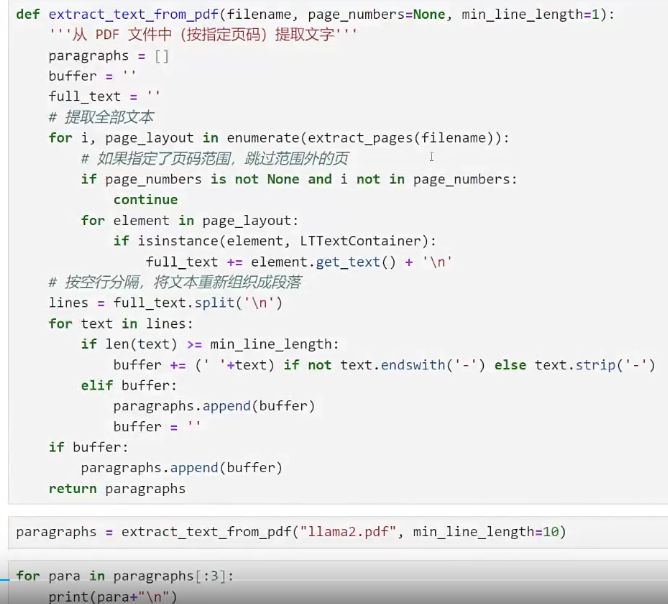 def extract_text_from_pdf(filename, page_numbers=None, min_line_length=1):
    '''从 PDF 文件中（按指定页码）提取文字'''
    paragraphs = []
    buffer = ''
    full_text = ''
    # 提取全部文本
    for i, page_layout in enumerate(extract_pages(filename)):
        # 如果指定了页码范围，跳过范围外的页
        if page_numbers is not None and i not in page_numbers:
            continue
        for element in page_layout:
            if isinstance(element, LTTextContainer):
                full_text += element.get_text() + '\n'
    # 按空行分隔，将文本重新组织成段落
    lines = full_text.split('\n')
    for text in lines:
        if len(text) >= min_line_length:
            buffer += (' '+text) if not text.endswith('-') else text.strip('-')
        elif buffer:
            paragraphs.append(buffer)
            buffer = ''
    if buffer:
        paragraphs.append(buffer)
    return paragraphs
paragraphs = extract_text_from_pdf("llama2.pdf", min_line_length=10)
for para in paragraphs[:3]:
    print(para+"\n")